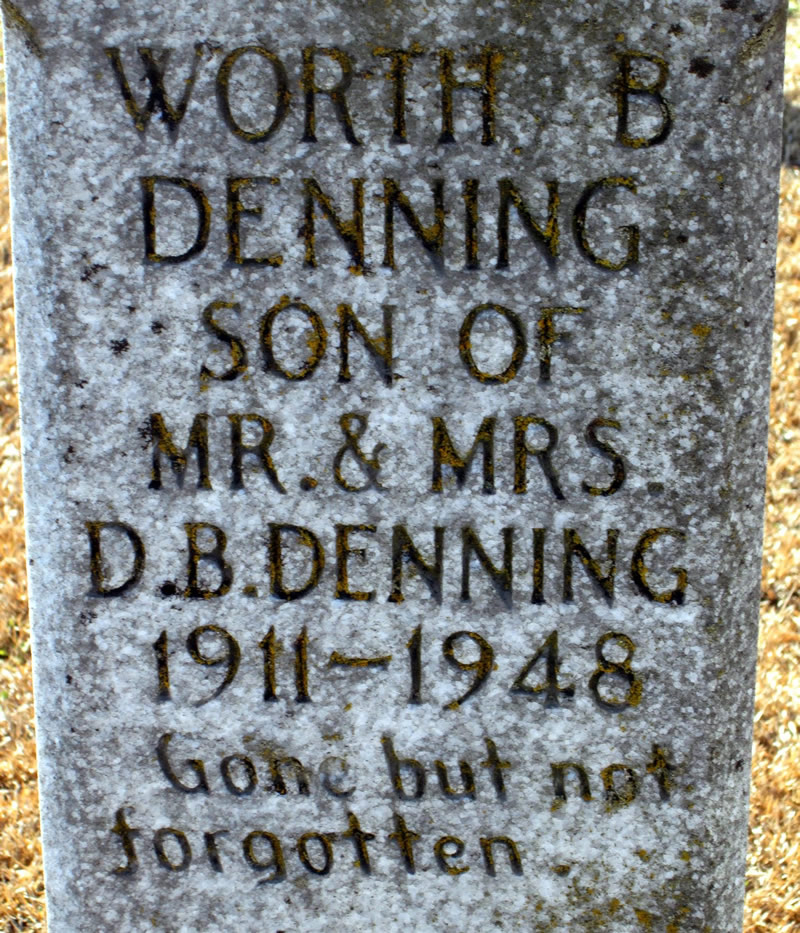 WORTH B
DENNING
SON OF
MR. & MRS.
D.B. DENNING
1911-1948
Gone but not
forgotten.